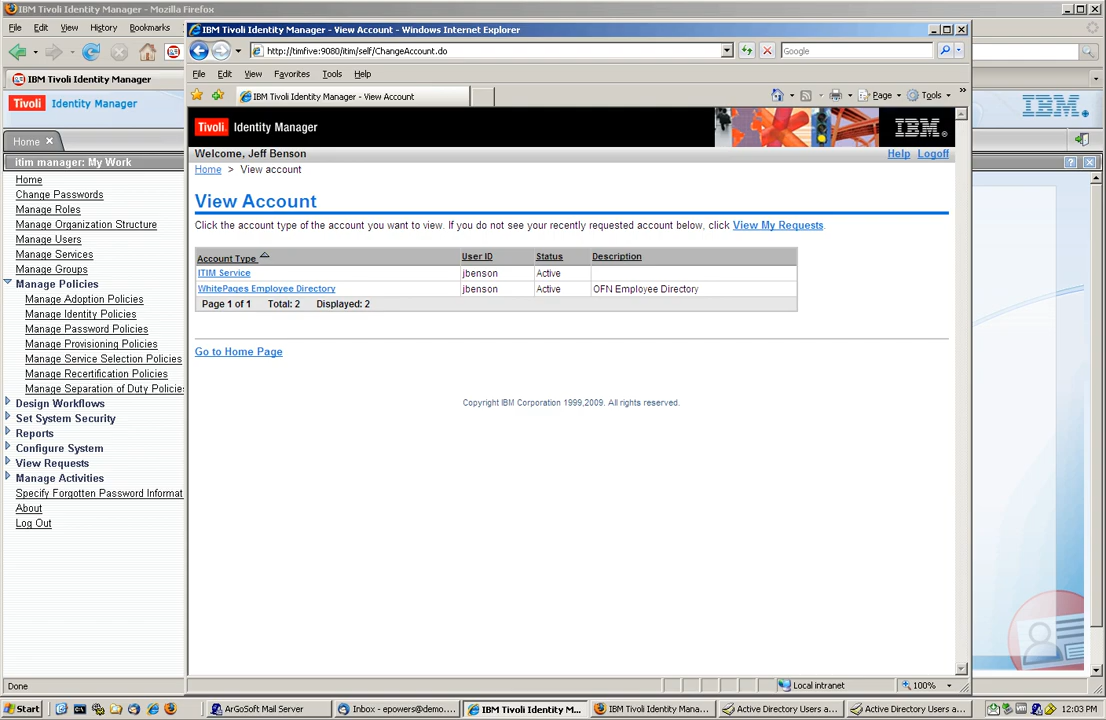 IBM Tivoli Identity Manager - Mozilla Firefox
File Edit View History Bookmarks
IBM Tivoli Identity Manager
Tivoli Identity Manager
IBM
Home
itim manager: My Work
Home
Change Passwords
Manage Roles
Manage Organization Structure
Manage Users
Manage Services
Manage Groups
Manage Policies
Manage Adoption Policies
Manage Identity Policies
Manage Password Policies
Manage Provisioning Policies
Manage Service Selection Policies
Manage Recertification Policies
Manage Separation of Duty Policies
Design Workflows
Set System Security
Reports
Configure System
View Requests
Manage Activities
Specify Forgotten Password Informat
About
Log Out
Done
IBM Tivoli Identity Manager - View Account - Windows Internet Explorer
http://timfive:9080/itim/self/ChangeAccount.do
Google
File Edit View Favorites Tools Help
IBM Tivoli Identity Manager - View Account
Page Tools »
Tivoli. Identity Manager
IBM
Welcome, Jeff Benson
Help Logoff
Home > View account
View Account
Click the account type of the account you want to view. If you do not see your recently requested account below, click View My Requests.
Account Type User ID Status Description
ITIM Service jbenson Active
WhitePages Employee Directory jbenson Active OFN Employee Directory
Page 1 of 1 Total: 2 Displayed: 2
Go to Home Page
Copyright IBM Corporation 1999,2009. All rights reserved.
Local intranet 100%
Start ArGoSoft Mail Server Inbox - epowers@demo.... IBM Tivoli Identity M... IBM Tivoli Identity Mana... Active Directory Users a... Active Directory Users a... 12:03 PM